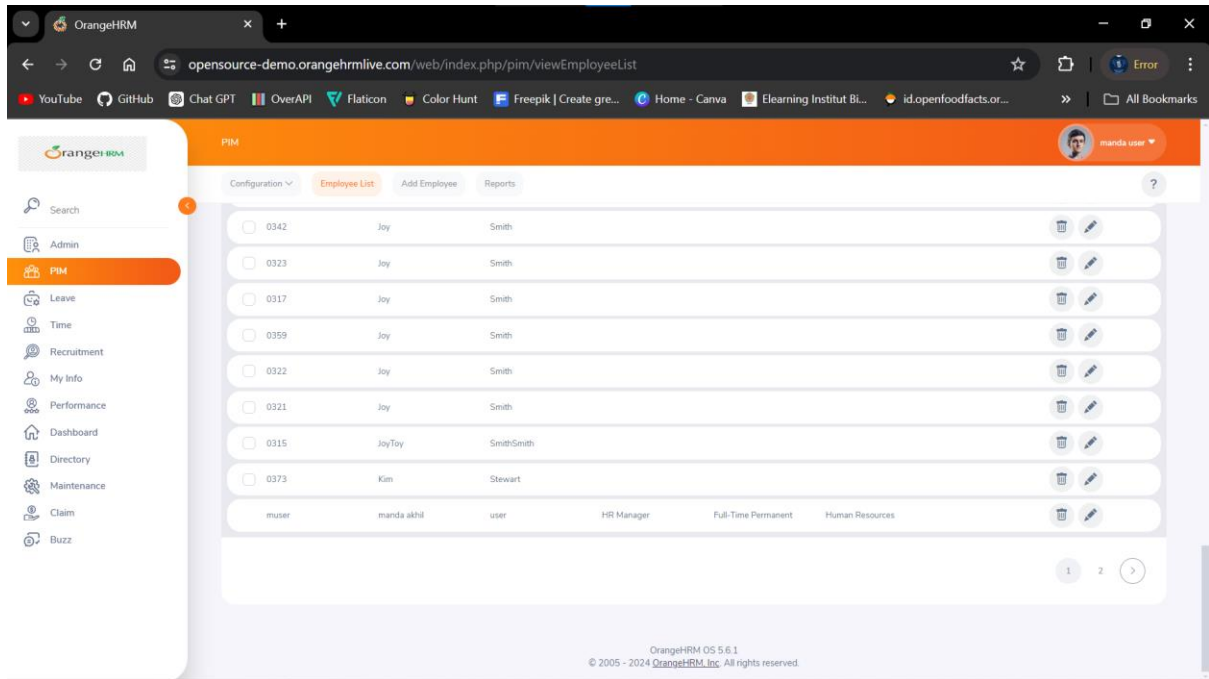 OrangeHRM
opensource-demo.orangehrmlive.com/web/index.php/pim/viewEmployeeList Error
YouTube GitHub Chat GPT OverAPI Flaticon Color Hunt Freepik | Create gre... Home - Canva Elearning Institut Bi... id.openfoodfacts.or... » All Bookmarks
OrangeHRM PIM manda user
Configuration Employee List Add Employee Reports ?
Search
Admin
PIM
Leave
Time
Recruitment
My Info
Performance
Dashboard
Directory
Maintenance
Claim
Buzz
0342 Joy Smith
0323 Joy Smith
0317 Joy Smith
0359 Joy Smith
0322 Joy Smith
0321 Joy Smith
0315 JoyToy SmithSmith
0373 Kim Stewart
muser manda akhil user HR Manager Full-Time Permanent Human Resources
1 2
OrangeHRM OS 5.6.1
© 2005 - 2024 OrangeHRM, Inc. All rights reserved.